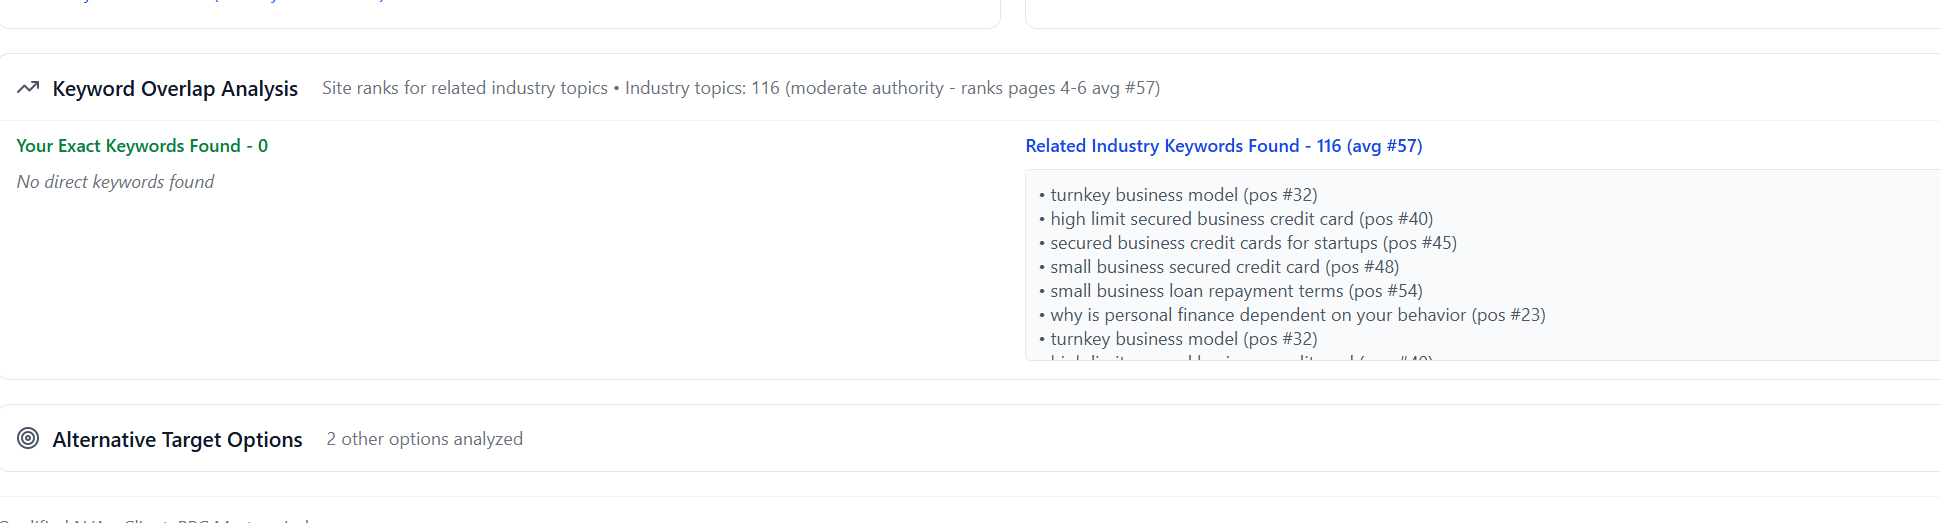 Keyword Overlap Analysis Site ranks for related industry topics • Industry topics: 116 (moderate authority - ranks pages 4-6 avg #57)
Your Exact Keywords Found - 0
No direct keywords found
Related Industry Keywords Found - 116 (avg #57)
• turnkey business model (pos #32)
• high limit secured business credit card (pos #40)
• secured business credit cards for startups (pos #45)
• small business secured credit card (pos #48)
• small business loan repayment terms (pos #54)
• why is personal finance dependent on your behavior (pos #23)
• turnkey business model (pos #32)
Alternative Target Options 2 other options analyzed